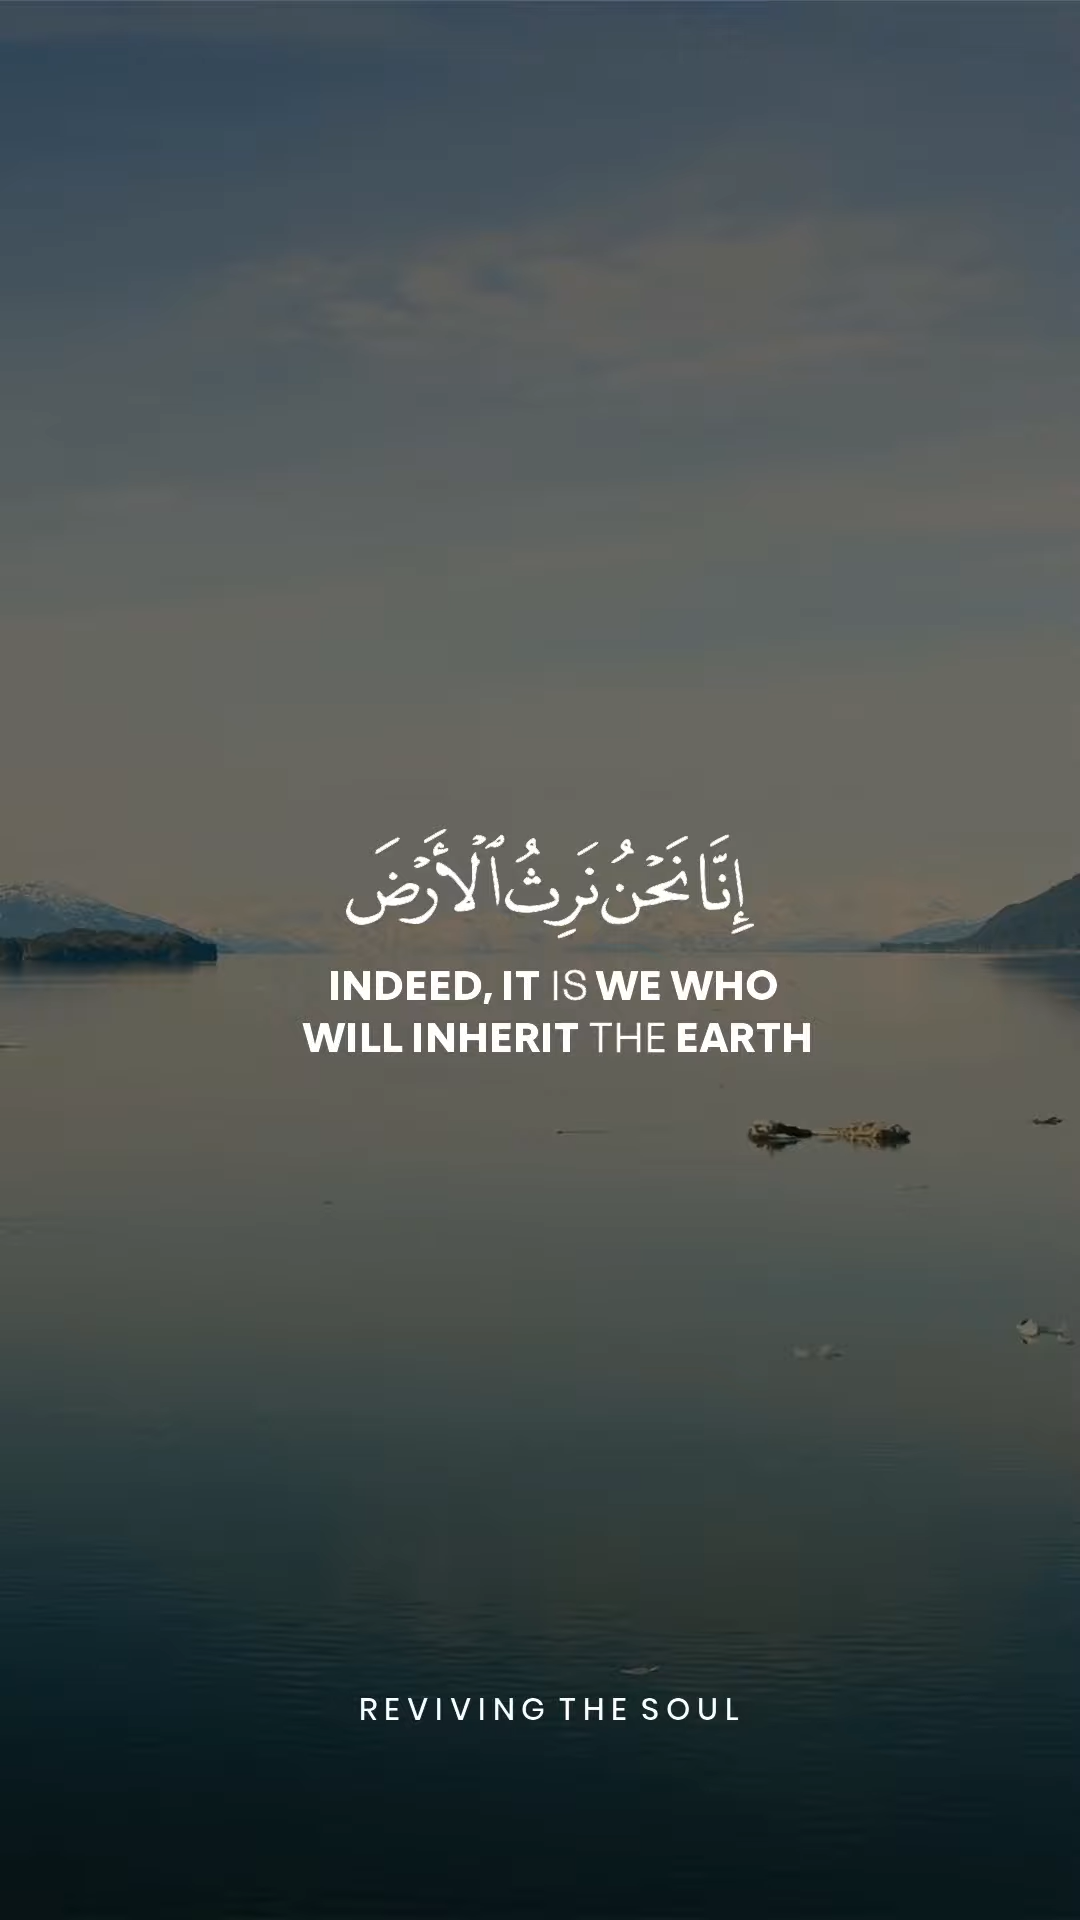 إِنَّا نَحْنُ نَرِثُ ٱلْأَرْضَ
INDEED, IT IS WE WHO
WILL INHERIT THE EARTH
REVIVING THE SOUL